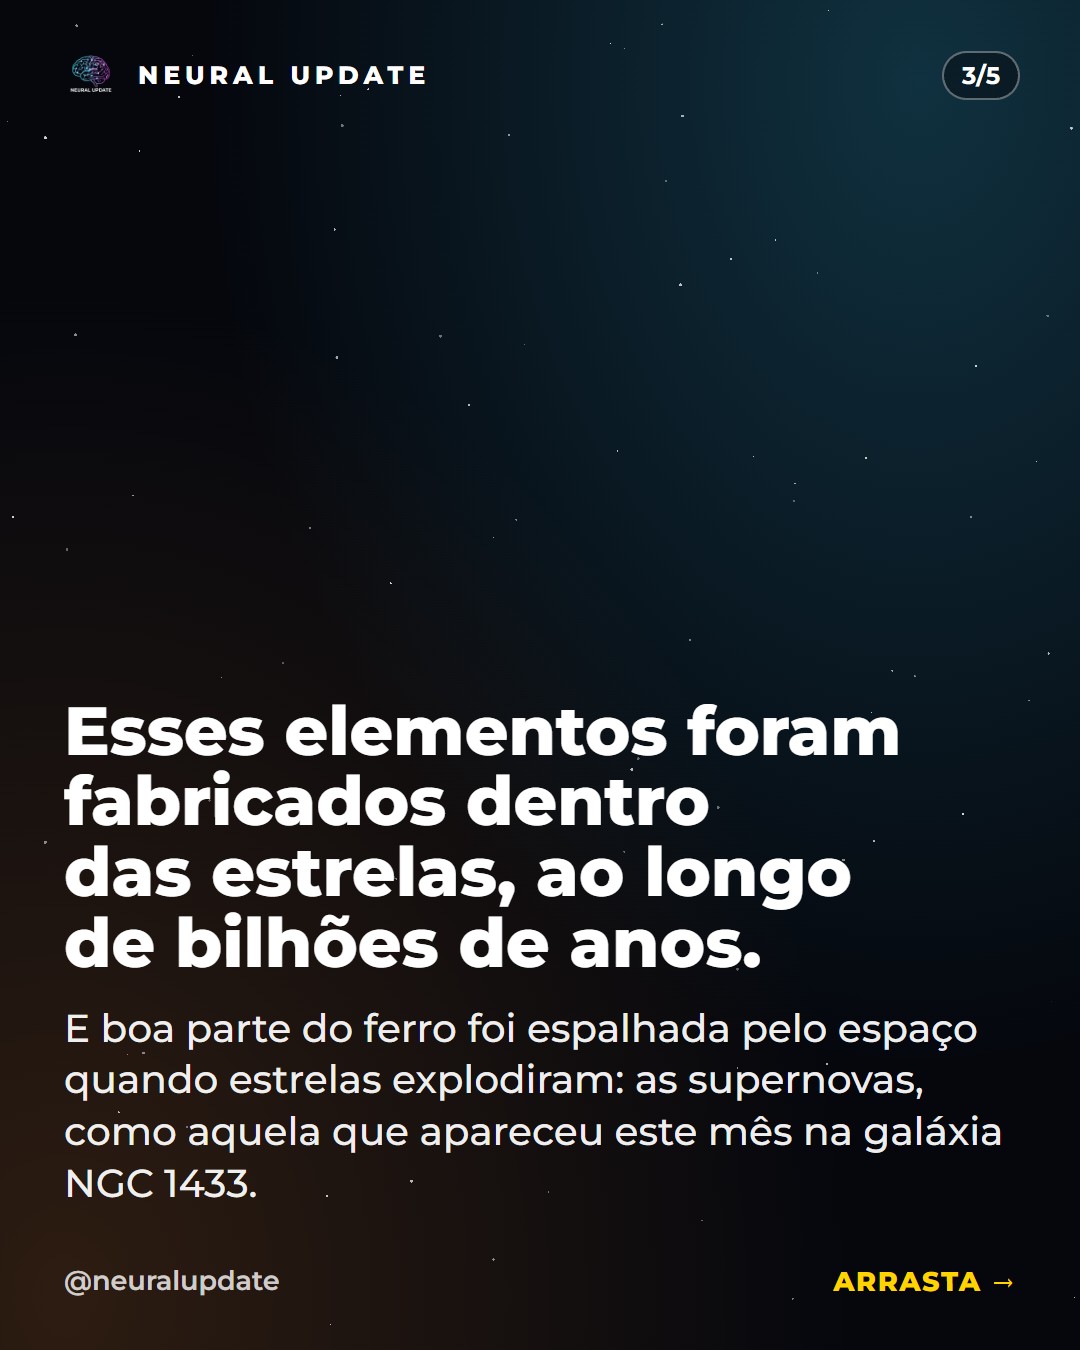 NEURAL UPDATE
NEURAL UPDATE
3/5
Esses elementos foram
fabricados dentro
das estrelas, ao longo
de bilhões de anos.
E boa parte do ferro foi espalhada pelo espaço
quando estrelas explodiram: as supernovas,
como aquela que apareceu este mês na galáxia
NGC 1433.
@neuralupdate
ARRASTA →